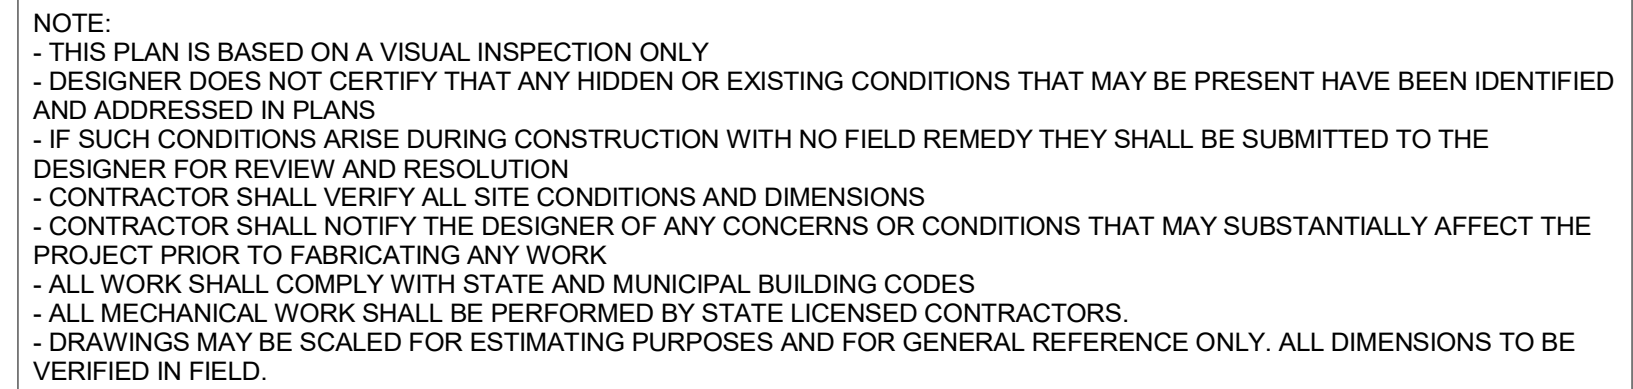 NOTE:
- THIS PLAN IS BASED ON A VISUAL INSPECTION ONLY
- DESIGNER DOES NOT CERTIFY THAT ANY HIDDEN OR EXISTING CONDITIONS THAT MAY BE PRESENT HAVE BEEN IDENTIFIED
AND ADDRESSED IN PLANS
- IF SUCH CONDITIONS ARISE DURING CONSTRUCTION WITH NO FIELD REMEDY THEY SHALL BE SUBMITTED TO THE
DESIGNER FOR REVIEW AND RESOLUTION
- CONTRACTOR SHALL VERIFY ALL SITE CONDITIONS AND DIMENSIONS
- CONTRACTOR SHALL NOTIFY THE DESIGNER OF ANY CONCERNS OR CONDITIONS THAT MAY SUBSTANTIALLY AFFECT THE
PROJECT PRIOR TO FABRICATING ANY WORK
- ALL WORK SHALL COMPLY WITH STATE AND MUNICIPAL BUILDING CODES
- ALL MECHANICAL WORK SHALL BE PERFORMED BY STATE LICENSED CONTRACTORS.
- DRAWINGS MAY BE SCALED FOR ESTIMATING PURPOSES AND FOR GENERAL REFERENCE ONLY. ALL DIMENSIONS TO BE
VERIFIED IN FIELD.